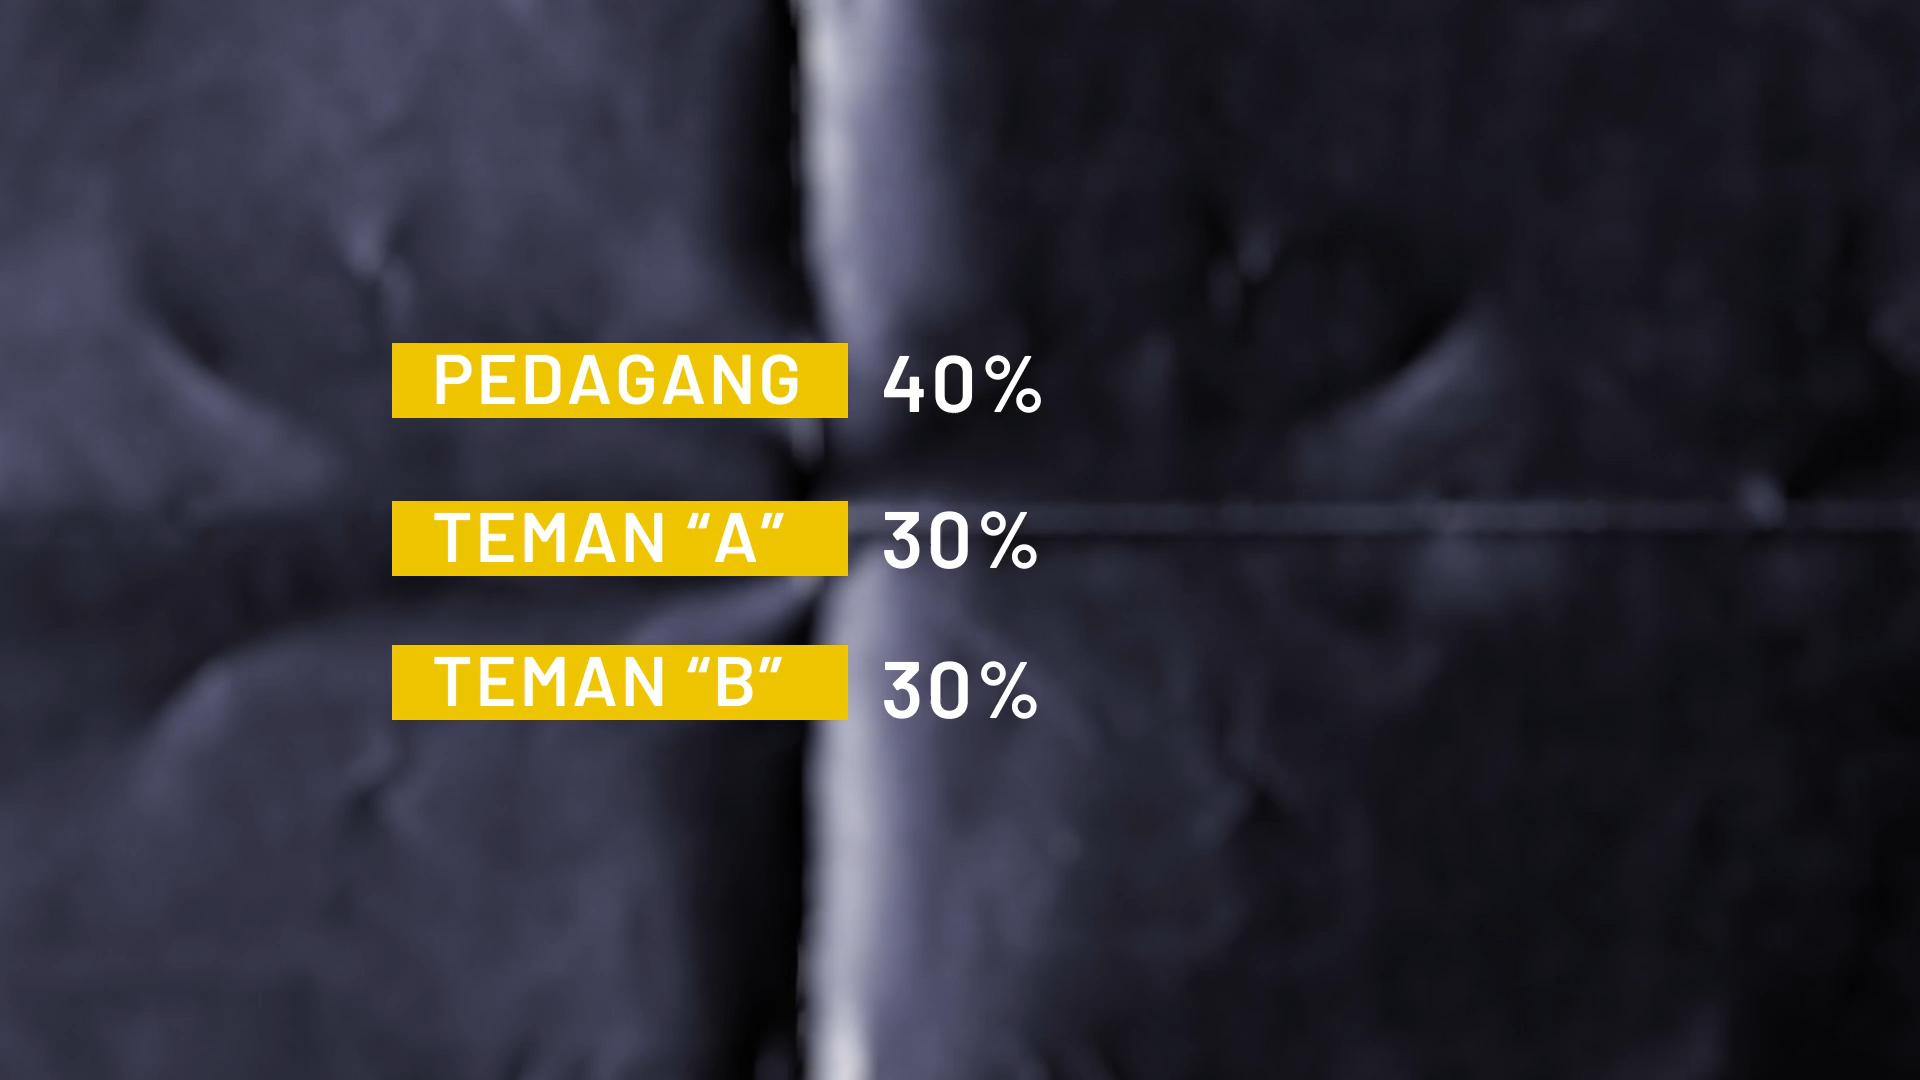 PEDAGANG 40%
TEMAN “A” 30%
TEMAN “B” 30%